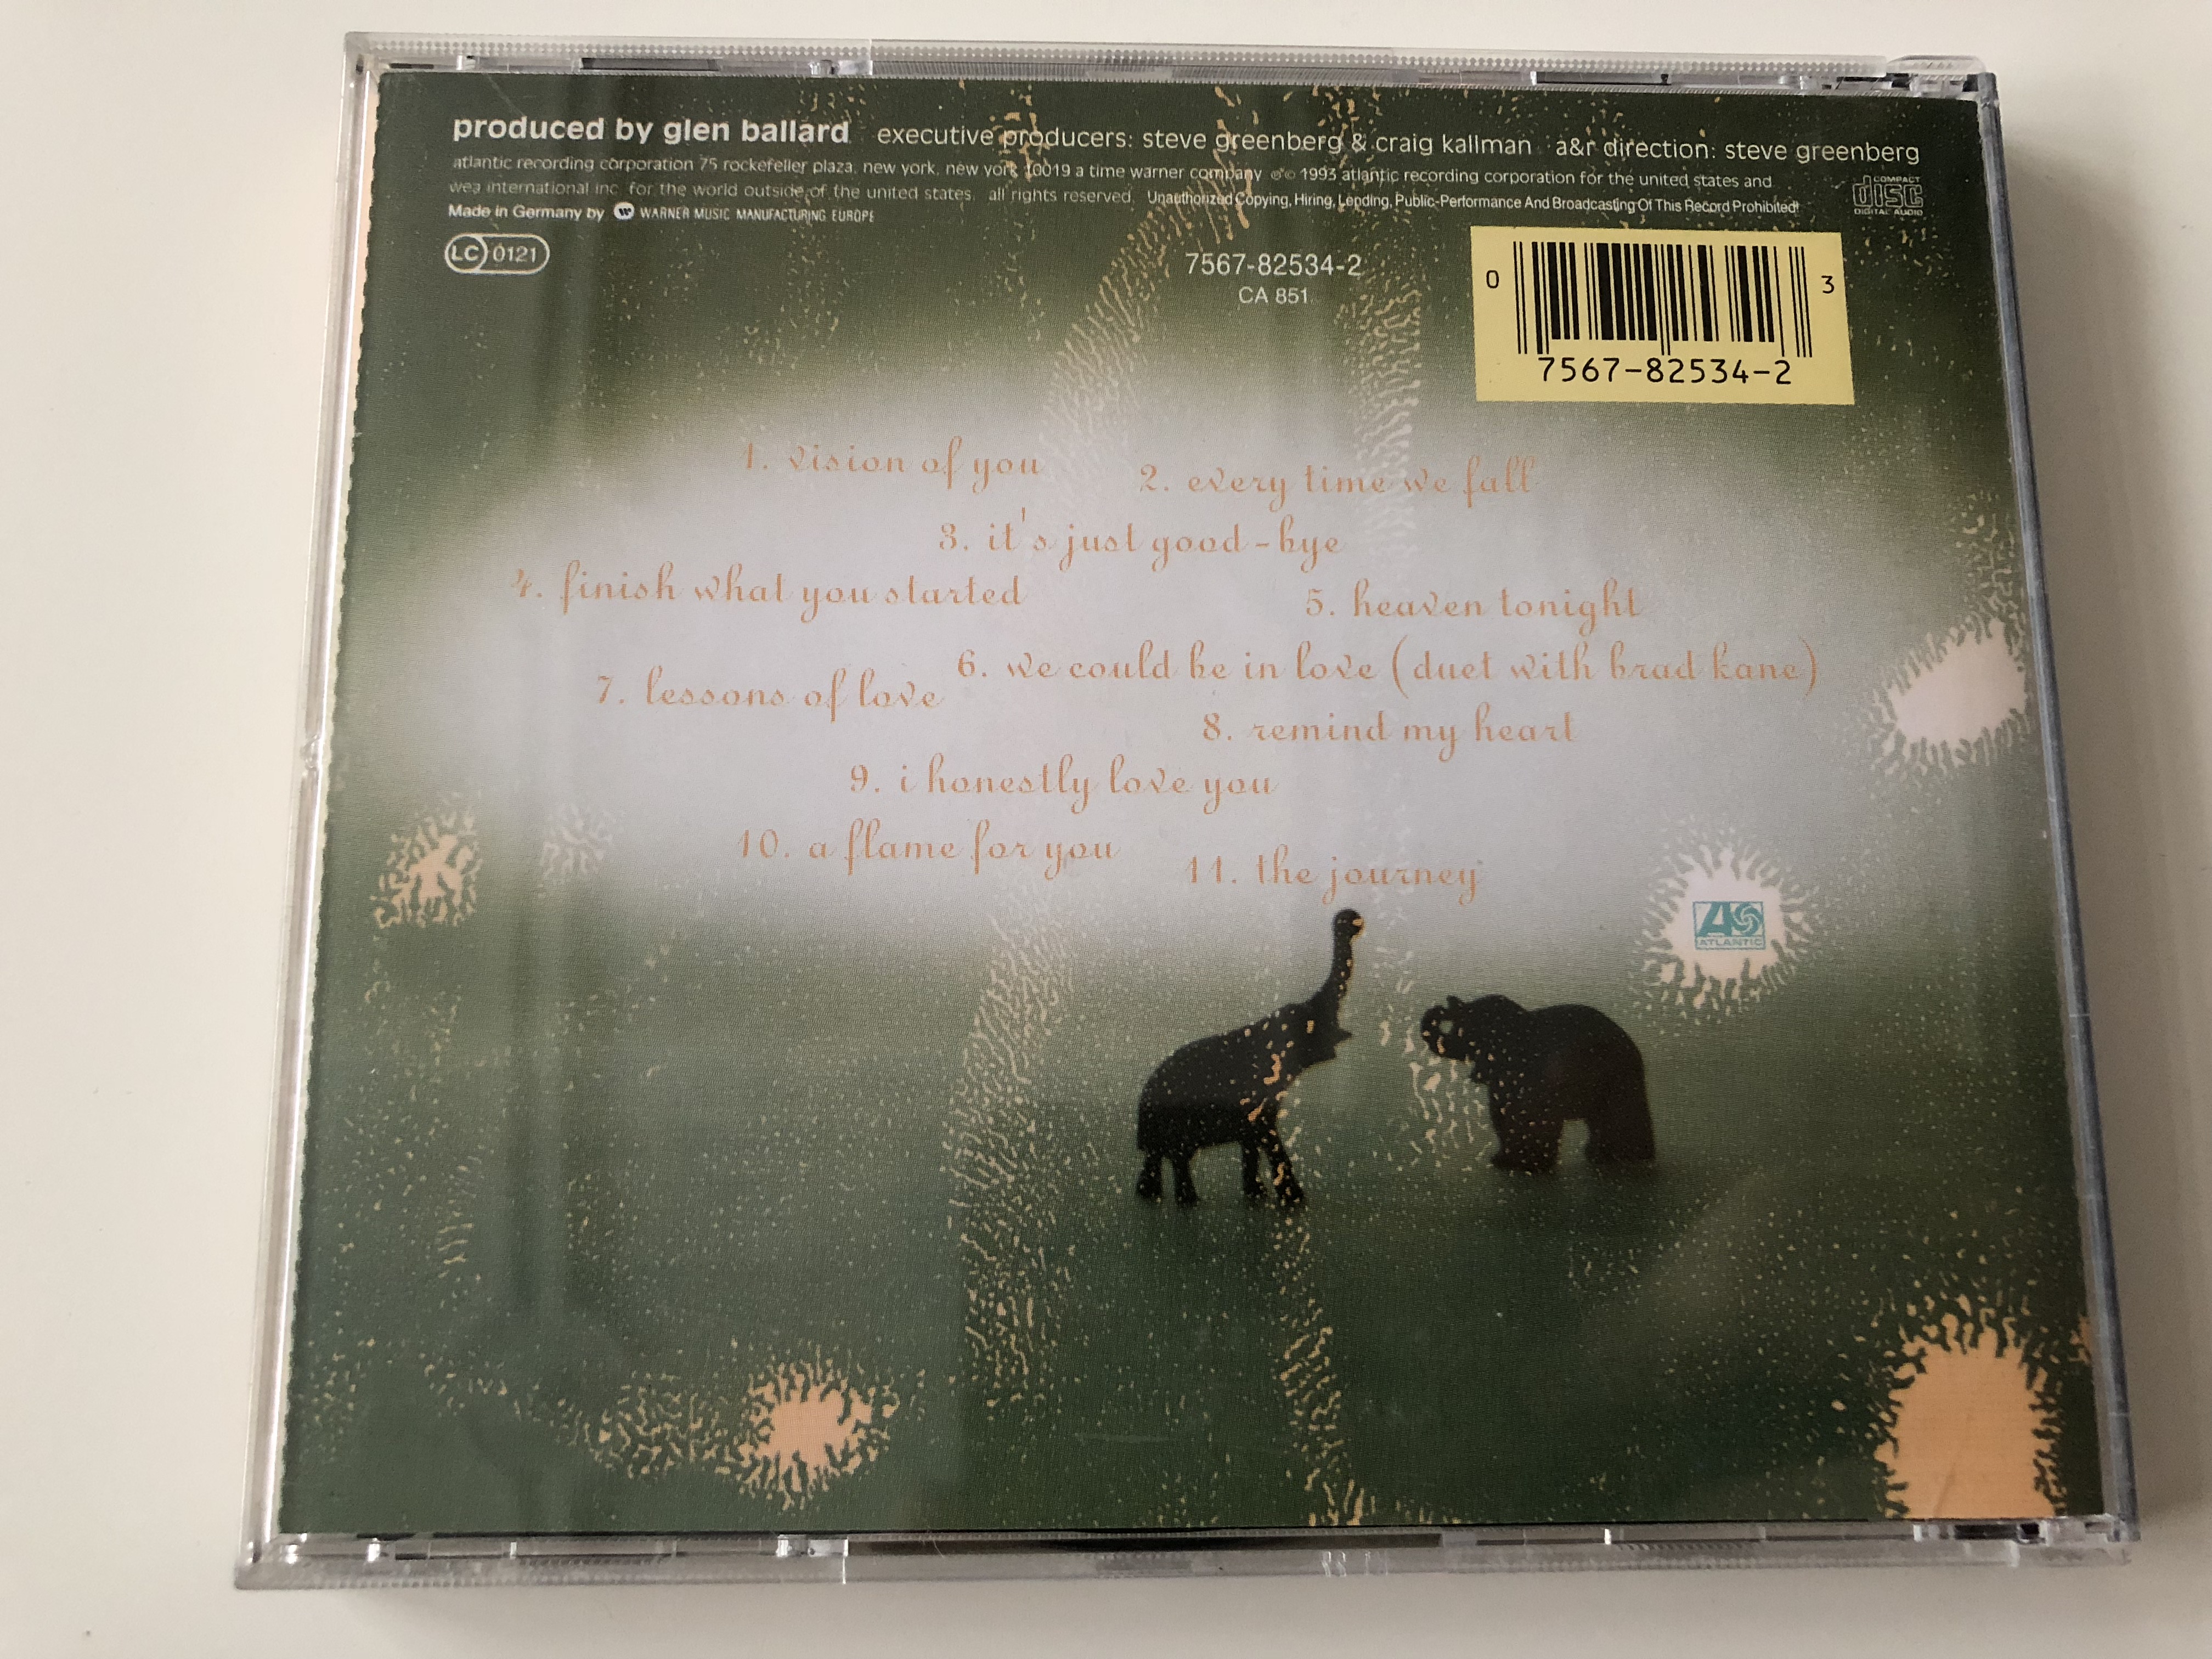 produced by glen ballard executive producers: steve greenberg & craig kallman a&r direction: steve greenberg
atlantic recording corporation 75 rockefeller plaza, new york, new york 10019 a time warner company ℗© 1993 atlantic recording corporation for the united states and
wea international inc. for the world outside of the united states. all rights reserved. Unauthorized Copying, Hiring, Lending, Public-Performance And Broadcasting Of This Record Prohibited!
Made in Germany by WARNER MUSIC MANUFACTURING EUROPE
COMPACT
disc
DIGITAL AUDIO
LC 0121
7567-82534-2
CA 851
0 3
7567-82534-2
1. vision of you
2. every time we fall
3. it's just good-bye
4. finish what you started
5. heaven tonight
6. we could be in love (duet with brad kane)
7. lessons of love
8. remind my heart
9. i honestly love you
10. a flame for you
11. the journey
ATLANTIC